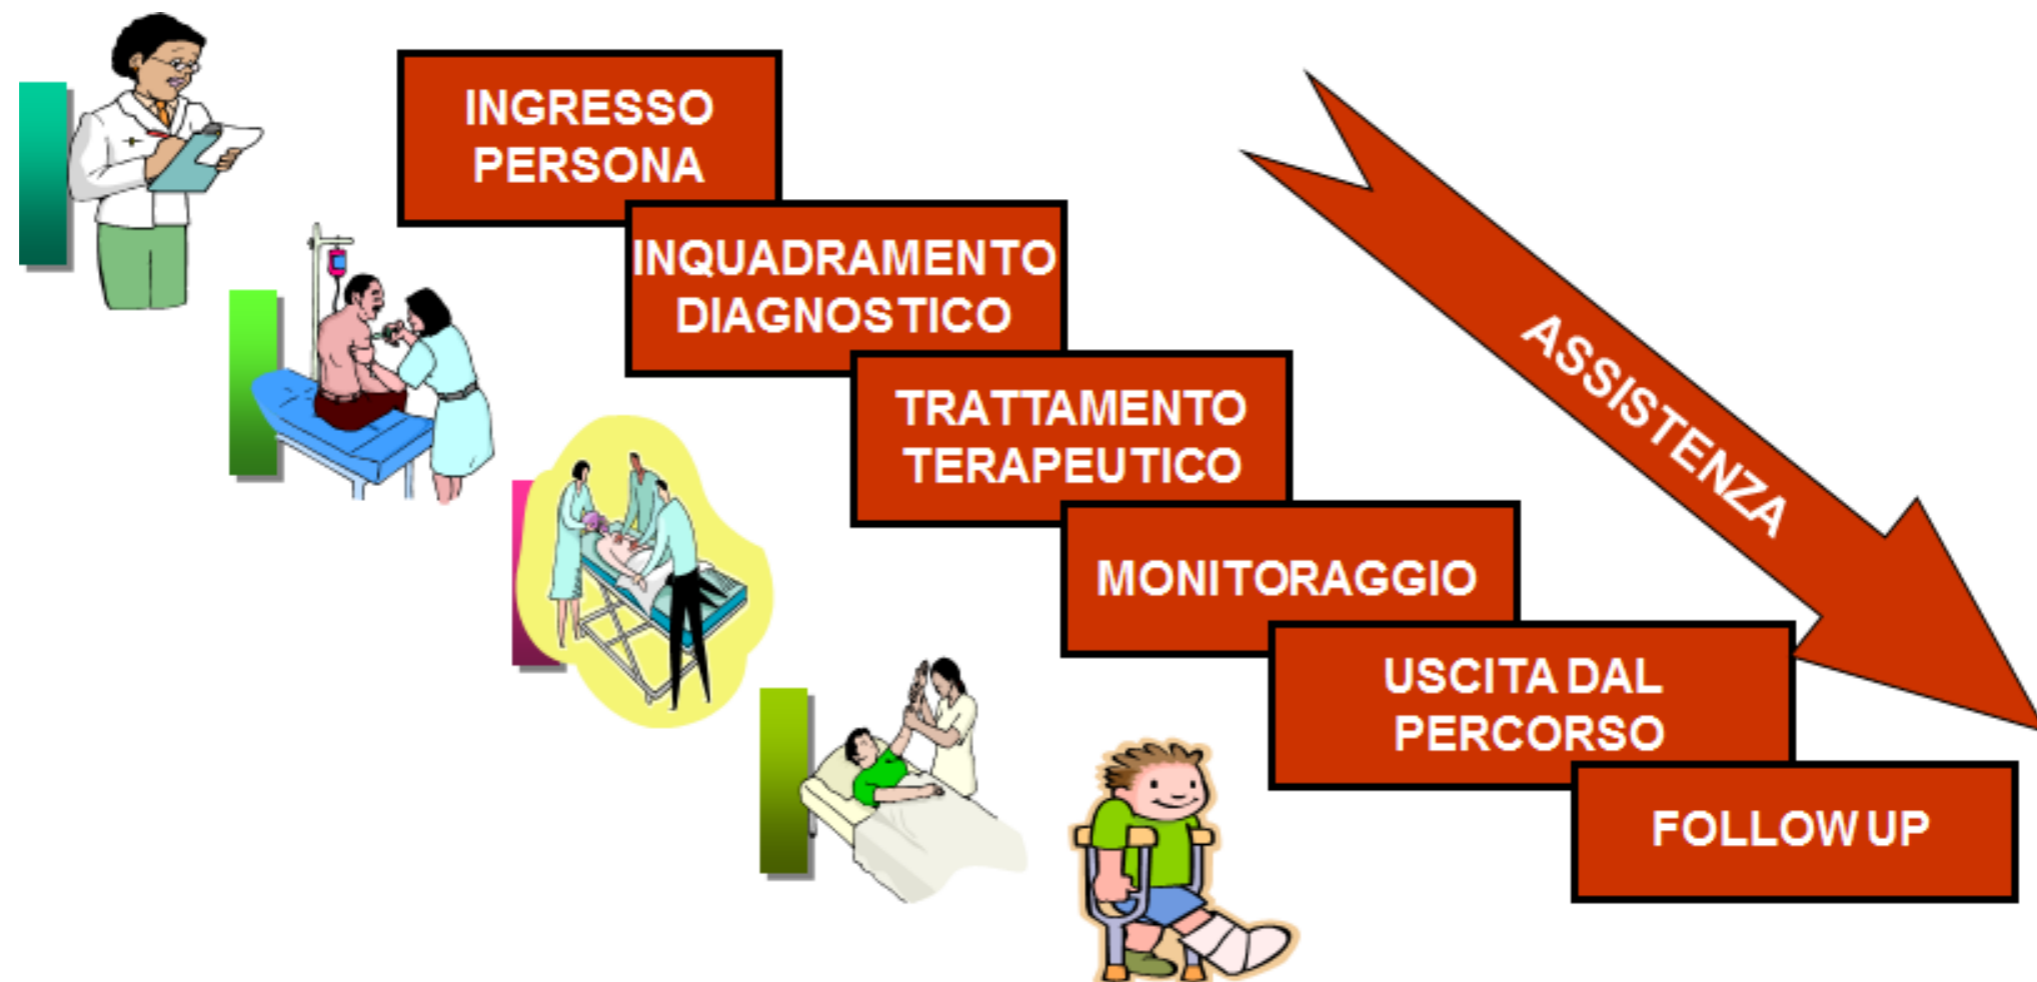 INGRESSO
PERSONA
INQUADRAMENTO
DIAGNOSTICO
TRATTAMENTO
TERAPEUTICO
MONITORAGGIO
USCITA DAL
PERCORSO
FOLLOW UP
ASSISTENZA